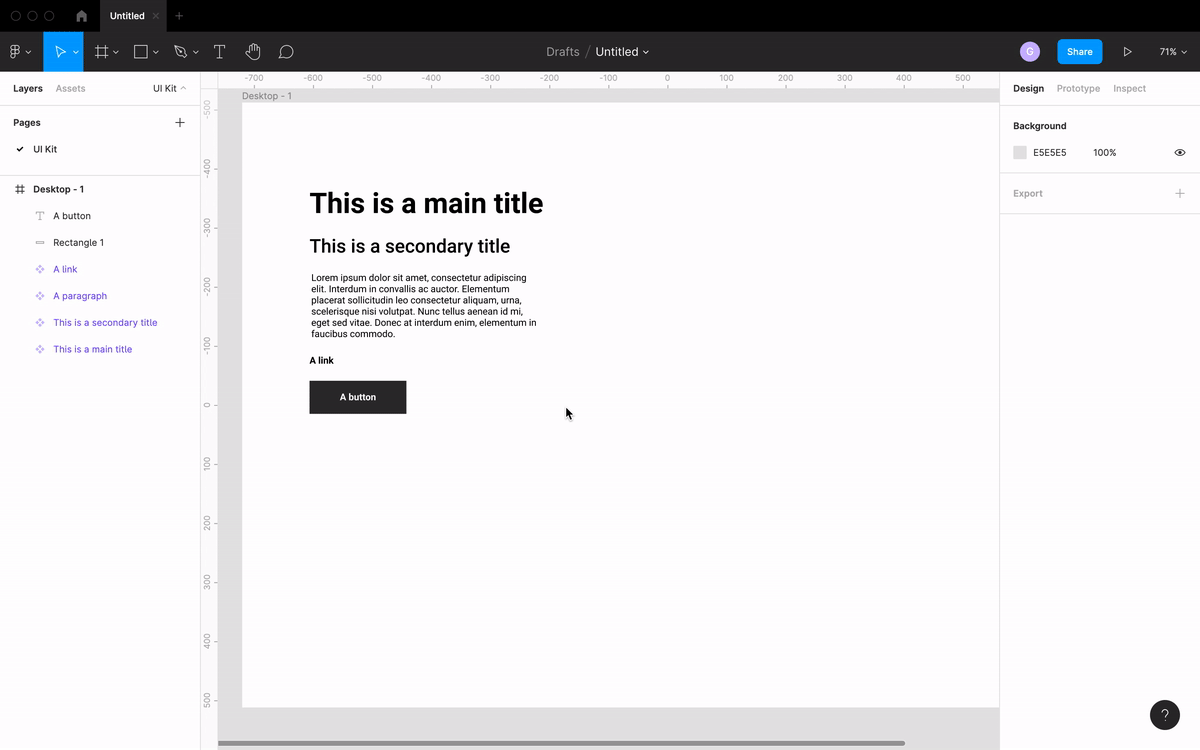 Untitled
Drafts / Untitled
G
Share
71%
Layers
Assets
UI Kit
Pages
UI Kit
Desktop - 1
A button
Rectangle 1
A link
A paragraph
This is a secondary title
This is a main title
-700 -600 -500 -400 -300 -200 -100 0 100 200 300 400 500
-500
-400
-300
-200
-100
0
100
200
300
400
500
Desktop - 1
This is a main title
This is a secondary title
Lorem ipsum dolor sit amet, consectetur adipiscing
elit. Interdum in convallis ac auctor. Elementum
placerat sollicitudin leo consectetur aliquam, urna,
scelerisque nisi volutpat. Nunc tellus aenean id mi,
eget sed vitae. Donec at interdum enim, elementum in
faucibus commodo.
A link
A button
Design
Prototype
Inspect
Background
E5E5E5
100%
Export
?